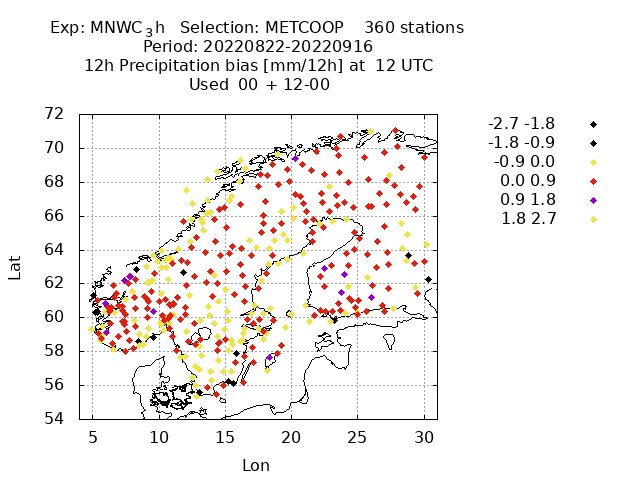 Exp: MNWC3h Selection: METCOOP 360 stations
Period: 20220822-20220916
12h Precipitation bias [mm/12h] at 12 UTC
Used 00 + 12-00
-2.7 -1.8
-1.8 -0.9
-0.9 0.0
0.0 0.9
0.9 1.8
1.8 2.7
Lat
72
70
68
66
64
62
60
58
56
54
5 10 15 20 25 30
Lon